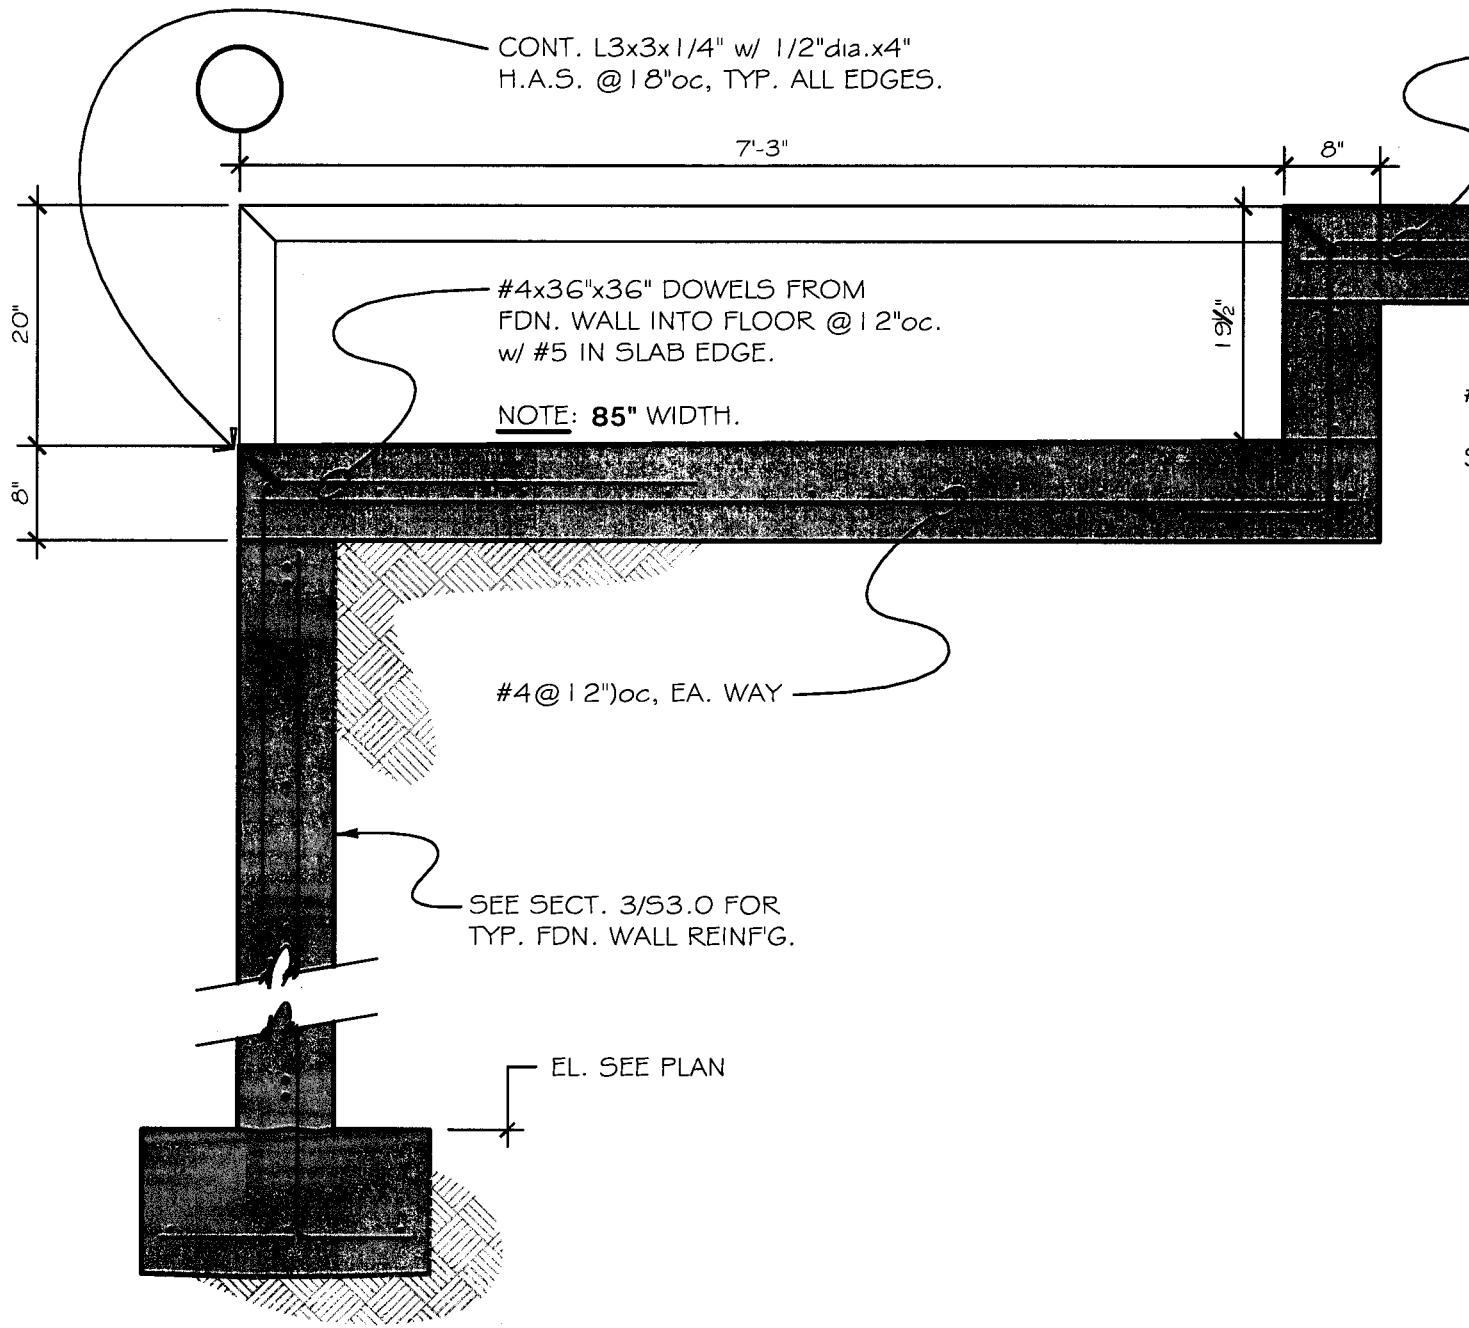 CONT. L3x3x1/4" w/ 1/2"dia.x4"
H.A.S. @18"oc, TYP. ALL EDGES.
7'-3"
8"
20"
19½"
#4x36"x36" DOWELS FROM
FDN. WALL INTO FLOOR @12"oc.
w/ #5 IN SLAB EDGE.
NOTE: 85" WIDTH.
8"
#4@12")oc, EA. WAY
SEE SECT. 3/S3.0 FOR
TYP. FDN. WALL REINF'G.
EL. SEE PLAN